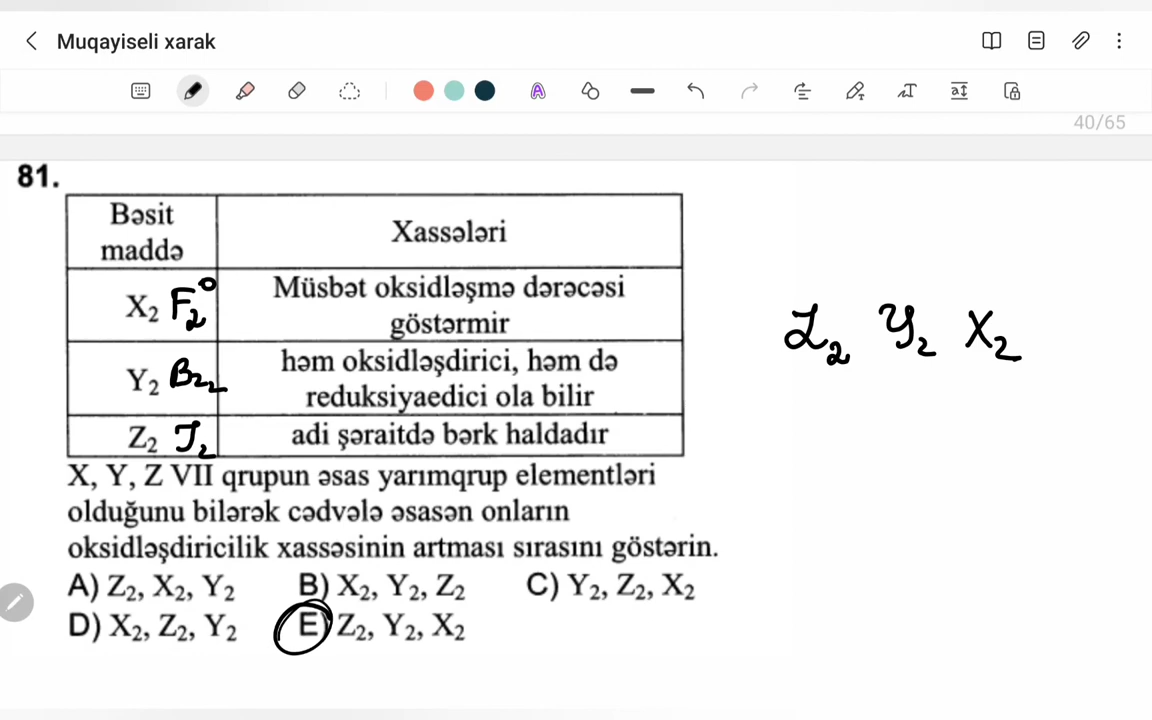 Muqayiseli xarak
40/65
81.
Bəsit maddə
Xassələri
X₂ F₂⁰
Müsbət oksidləşmə dərəcəsi göstərmir
Y₂ Br₂
həm oksidləşdirici, həm də reduksiyaedici ola bilir
Z₂ J₂
adi şəraitdə bərk haldadır
Z₂ Y₂ X₂
X, Y, Z VII qrupun əsas yarımqrup elementləri
olduğunu bilərək cədvələ əsasən onların
oksidləşdiricilik xassəsinin artması sırasını göstərin.
A) Z₂, X₂, Y₂ B) X₂, Y₂, Z₂ C) Y₂, Z₂, X₂
D) X₂, Z₂, Y₂ E) Z₂, Y₂, X₂